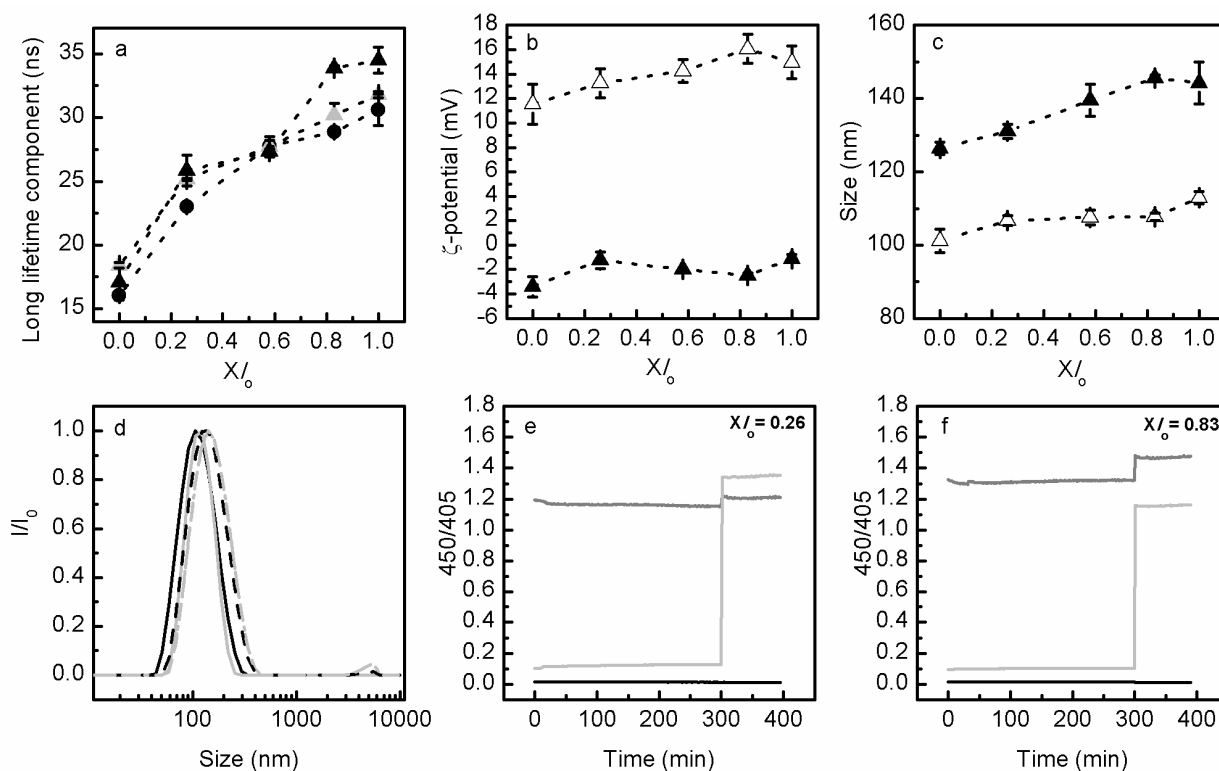 a
Long lifetime component (ns)
35
30
25
20
15
0.0 0.2 0.4 0.6 0.8 1.0
X/o
b
ζ-potential (mV)
18
16
14
12
10
8
6
4
2
0
-2
-4
-6
0.0 0.2 0.4 0.6 0.8 1.0
X/o
c
Size (nm)
160
140
120
100
80
0.0 0.2 0.4 0.6 0.8 1.0
X/o
d
I/I0
1.0
0.8
0.6
0.4
0.2
0.0
100 1000 10000
Size (nm)
e
X/o = 0.26
450/405
1.8
1.6
1.4
1.2
1.0
0.8
0.6
0.4
0.2
0.0
0 100 200 300 400
Time (min)
f
X/o = 0.83
450/405
1.8
1.6
1.4
1.2
1.0
0.8
0.6
0.4
0.2
0.0
0 100 200 300 400
Time (min)